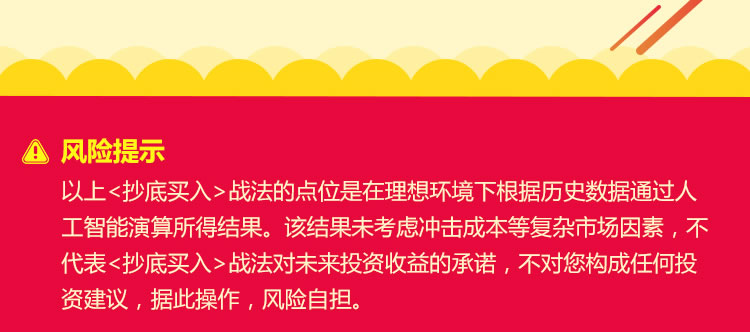 风险提示
以上<抄底买入>战法的点位是在理想环境下根据历史数据通过人
工智能演算所得结果。该结果未考虑冲击成本等复杂市场因素，不
代表<抄底买入>战法对未来投资收益的承诺，不对您构成任何投
资建议，据此操作，风险自担。